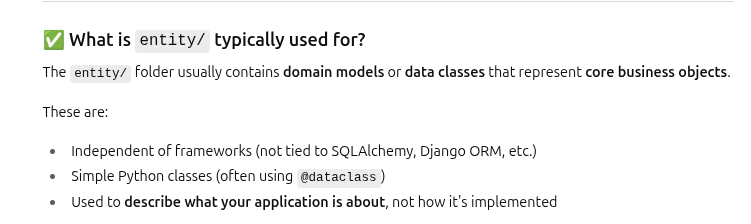 ✅ What is entity/ typically used for?
The entity/ folder usually contains domain models or data classes that represent core business objects.
These are:
• Independent of frameworks (not tied to SQLAlchemy, Django ORM, etc.)
• Simple Python classes (often using @dataclass)
• Used to describe what your application is about, not how it's implemented